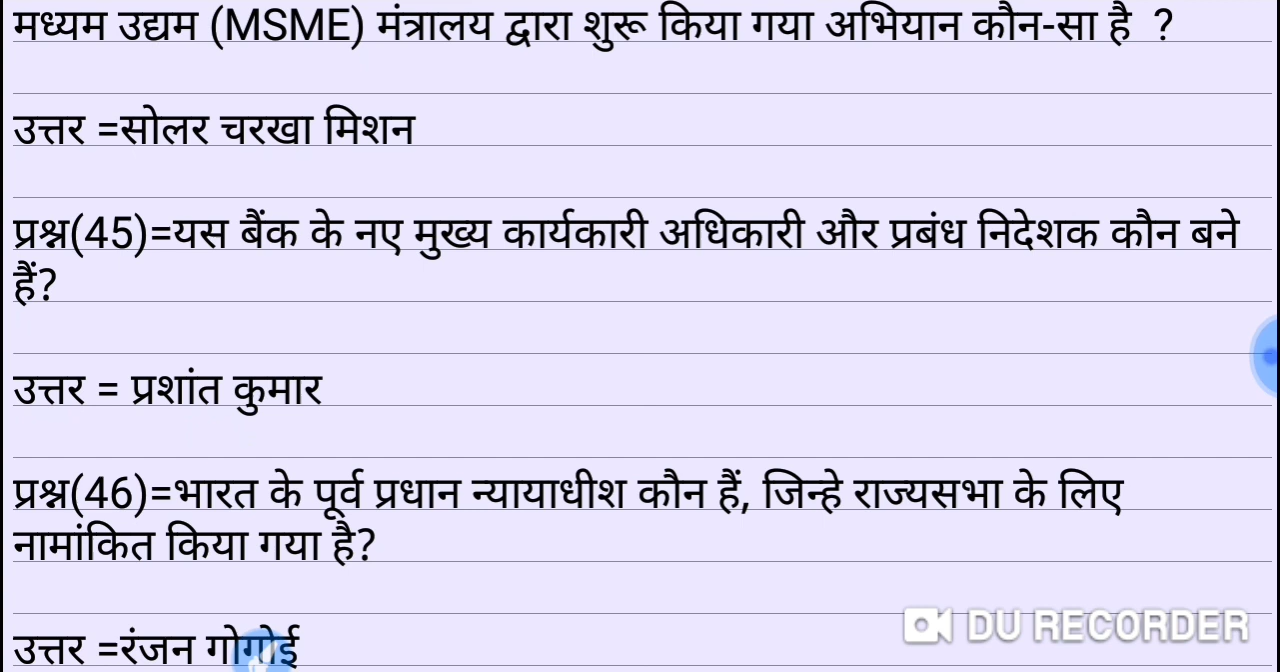 मध्यम उद्यम (MSME) मंत्रालय द्वारा शुरू किया गया अभियान कौन-सा है ?
उत्तर =सोलर चरखा मिशन
प्रश्न(45)=यस बैंक के नए मुख्य कार्यकारी अधिकारी और प्रबंध निदेशक कौन बने
हैं?
उत्तर = प्रशांत कुमार
प्रश्न(46)=भारत के पूर्व प्रधान न्यायाधीश कौन हैं, जिन्हे राज्यसभा के लिए
नामांकित किया गया है?
उत्तर =रंजन गोगोई
DU RECORDER